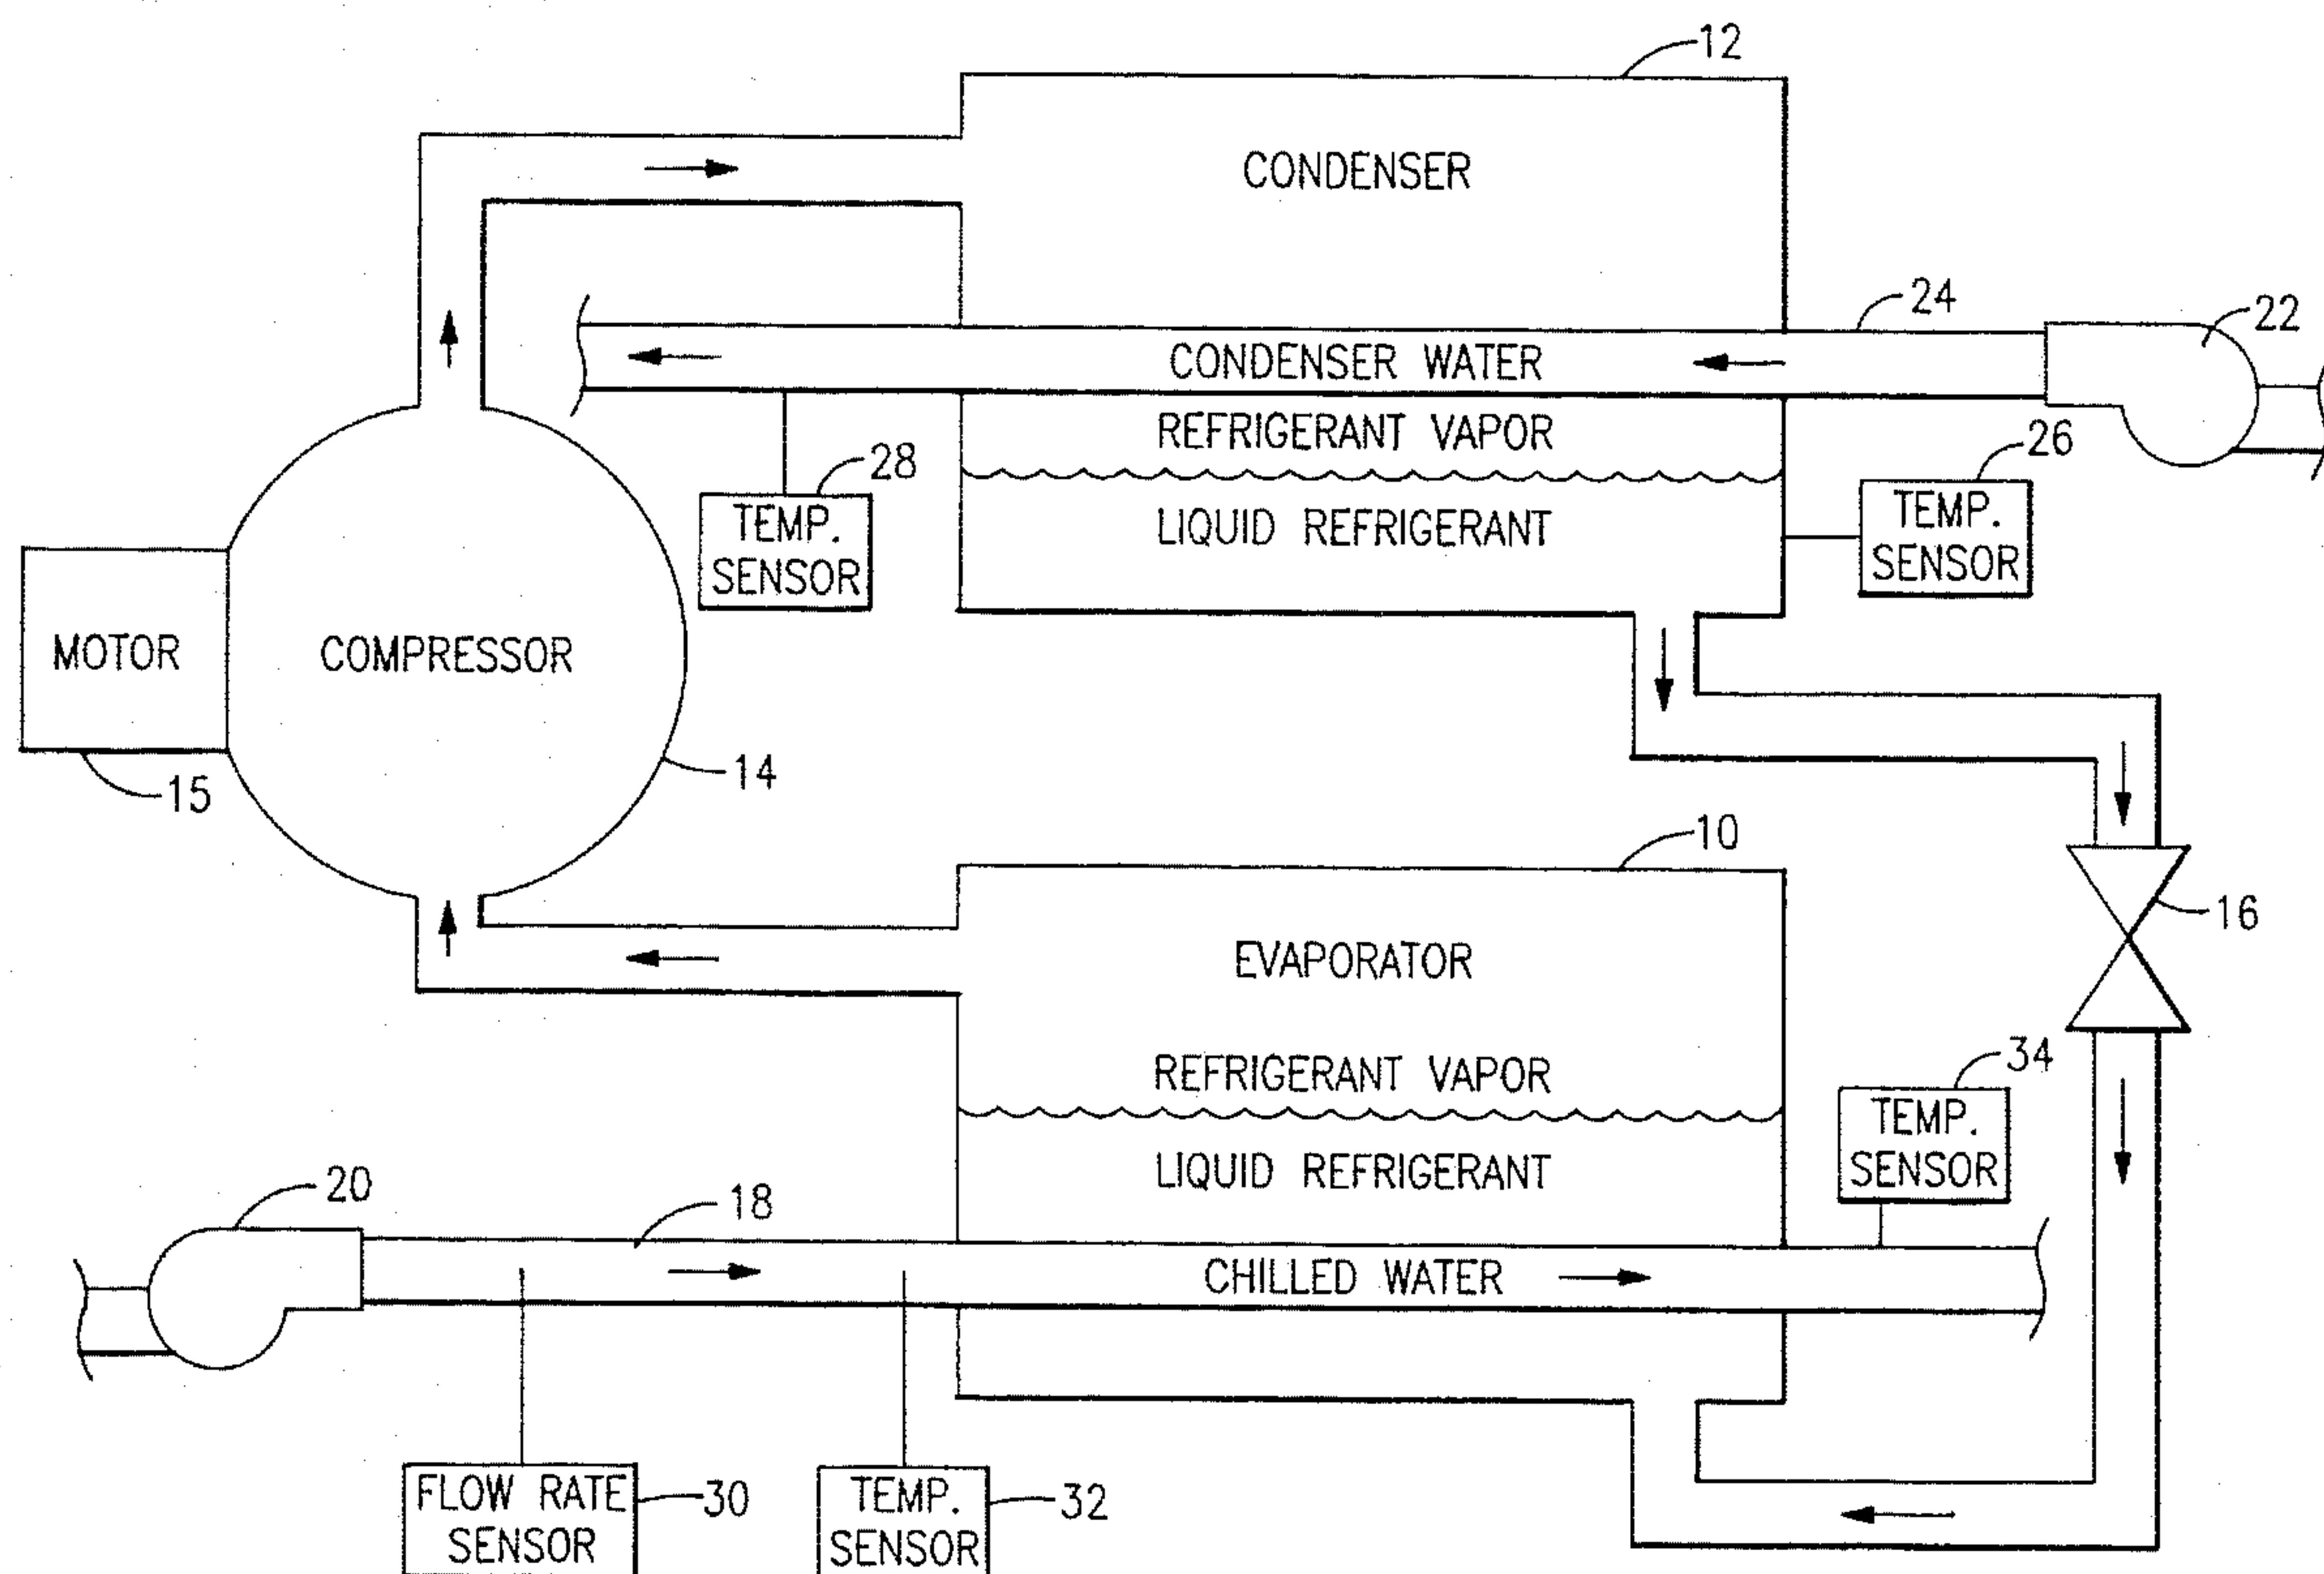 12
CONDENSER
24
22
CONDENSER WATER
REFRIGERANT VAPOR
28
26
TEMP.
SENSOR
LIQUID REFRIGERANT
TEMP.
SENSOR
MOTOR
COMPRESSOR
14
15
10
16
EVAPORATOR
REFRIGERANT VAPOR
34
TEMP.
SENSOR
LIQUID REFRIGERANT
20
18
CHILLED WATER
FLOW RATE
SENSOR
30
TEMP.
SENSOR
32